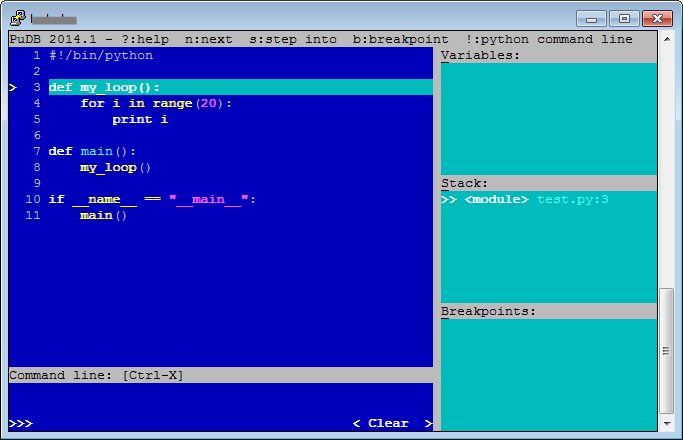 PuDB 2014.1 - ?:help  n:next  s:step into  b:breakpoint  !:python command line
1 #!/bin/python
2
> 3 def my_loop():
4     for i in range(20):
5         print i
6
7 def main():
8     my_loop()
9
10 if __name__ == "__main__":
11     main()
Command line: [Ctrl-X]
>>> < Clear  >
Variables:
Stack:
>> <module> test.py:3
Breakpoints: